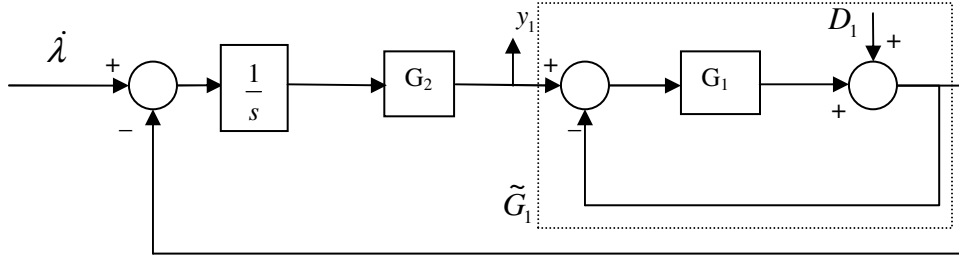 λ̇
+
−
1
s
G₂
y₁
+
−
G₁
D₁
+
+
G̃₁